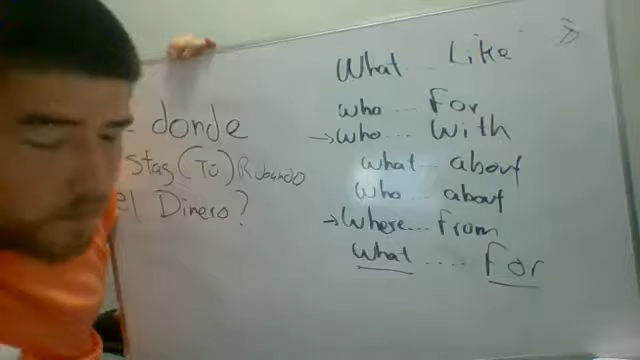 donde
stas (Tú) Robando
el Dinero?
What ... Like
who ... For
→ who ... With
what ... about
Who ... about
→ Where... From
what .... For